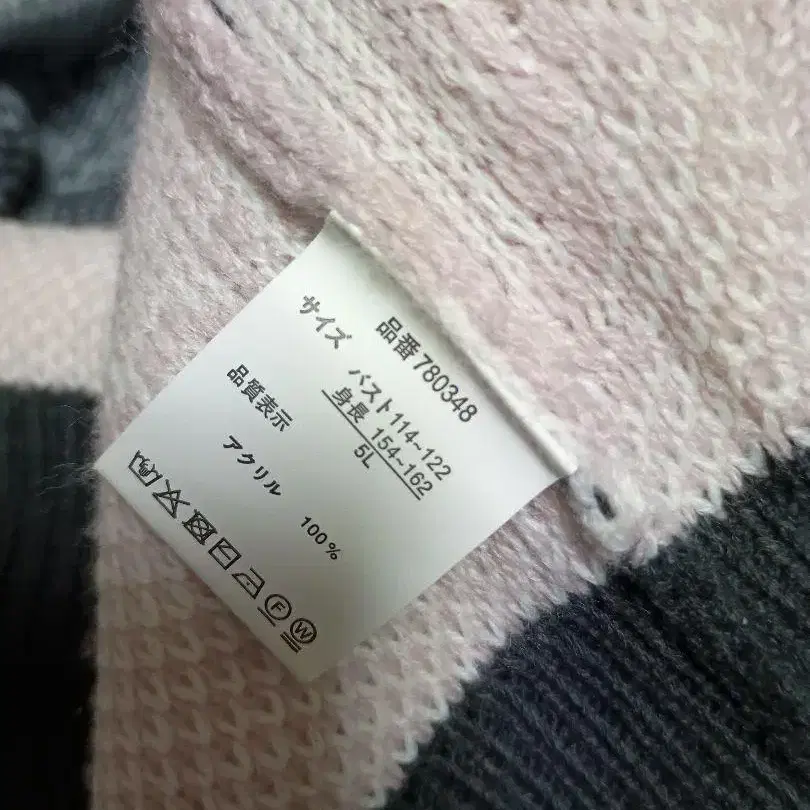 品番780348
サイズ バスト114~122
身長 154~162
5L
品質表示
アクリル 100%
F W